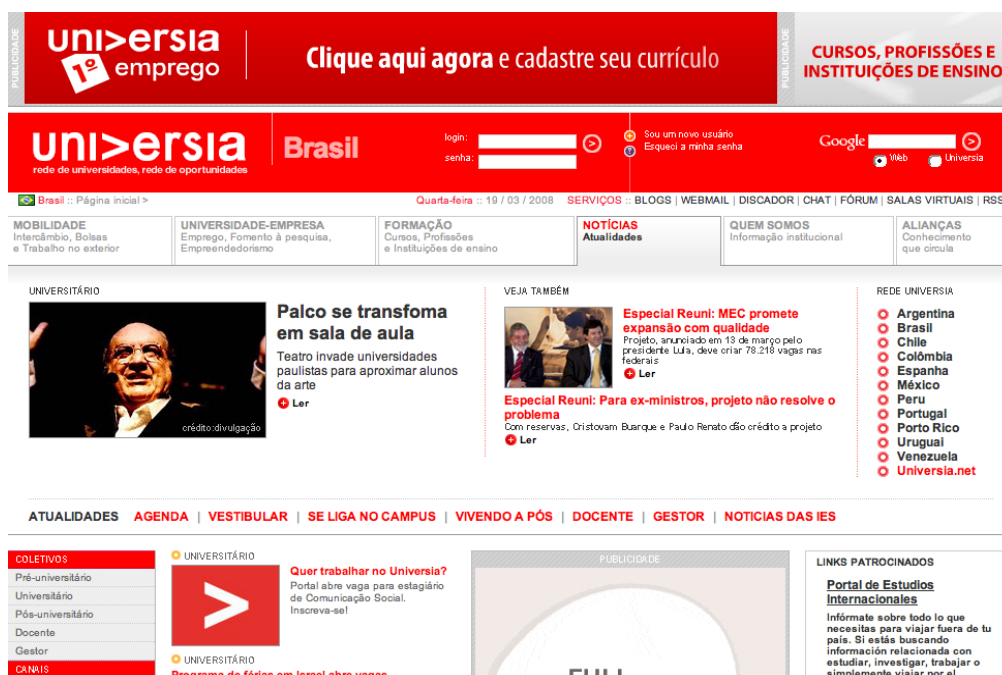 PUBLICIDADE
uni>ersia
1º emprego
Clique aqui agora e cadastre seu currículo
PUBLICIDADE
CURSOS, PROFISSÕES E
INSTITUIÇÕES DE ENSINO
uni>ersia
rede de universidades, rede de oportunidades
Brasil
login:
senha:
Sou um novo usuário
Esqueci a minha senha
Google
Web Universia
Brasil :: Página inicial >
Quarta-feira :: 19 / 03 / 2008
SERVIÇOS :: BLOGS | WEBMAIL | DISCADOR | CHAT | FÓRUM | SALAS VIRTUAIS | RSS
MOBILIDADE
Intercâmbio, Bolsas
e Trabalho no exterior
UNIVERSIDADE-EMPRESA
Emprego, Fomento à pesquisa,
Empreendedorismo
FORMAÇÃO
Cursos, Profissões
e Instituições de ensino
NOTÍCIAS
Atualidades
QUEM SOMOS
Informação institucional
ALIANÇAS
Conhecimento
que circula
UNIVERSITÁRIO
crédito:divulgação
Palco se transfoma
em sala de aula
Teatro invade universidades
paulistas para aproximar alunos
da arte
Ler
VEJA TAMBÉM
Especial Reuni: MEC promete
expansão com qualidade
Projeto, anunciado em 13 de março pelo
presidente Lula, deve criar 78.218 vagas nas
federais
Ler
Especial Reuni: Para ex-ministros, projeto não resolve o
problema
Com reservas, Cristovam Buarque e Paulo Renato dão crédito a projeto
Ler
REDE UNIVERSIA
Argentina
Brasil
Chile
Colômbia
Espanha
México
Peru
Portugal
Porto Rico
Uruguai
Venezuela
Universia.net
ATUALIDADES AGENDA | VESTIBULAR | SE LIGA NO CAMPUS | VIVENDO A PÓS | DOCENTE | GESTOR | NOTICIAS DAS IES
COLETIVOS
Pré-universitário
Universitário
Pós-universitário
Docente
Gestor
CANAIS
UNIVERSITÁRIO
Quer trabalhar no Universia?
Portal abre vaga para estagiário
de Comunicação Social.
Inscreva-se!
UNIVERSITÁRIO
Programa de férias em Israel abre vagas
PUBLICIDADE
FULL
LINKS PATROCINADOS
Portal de Estudios
Internacionales
Infórmate sobre todo lo que
necesitas para viajar fuera de tu
país. Si estás buscando
información relacionada con
estudiar, investigar, trabajar o
simplemente viajar por el